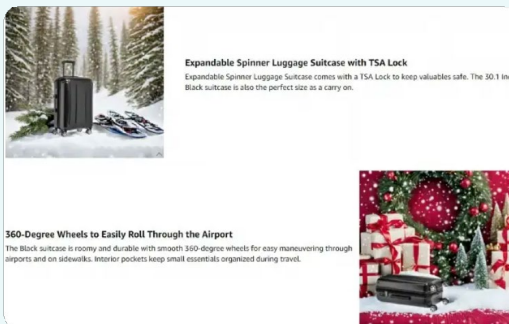 Expandable Spinner Luggage Suitcase with TSA Lock
Expandable Spinner Luggage Suitcase comes with a TSA Lock to keep valuables safe. The 30.1
Black suitcase is also the perfect size as a carry on.
360-Degree Wheels to Easily Roll Through the Airport
The Black suitcase is roomy and durable with smooth 360-degree wheels for easy maneuvering through
airports and on sidewalks. Interior pockets keep small essentials organized during travel.